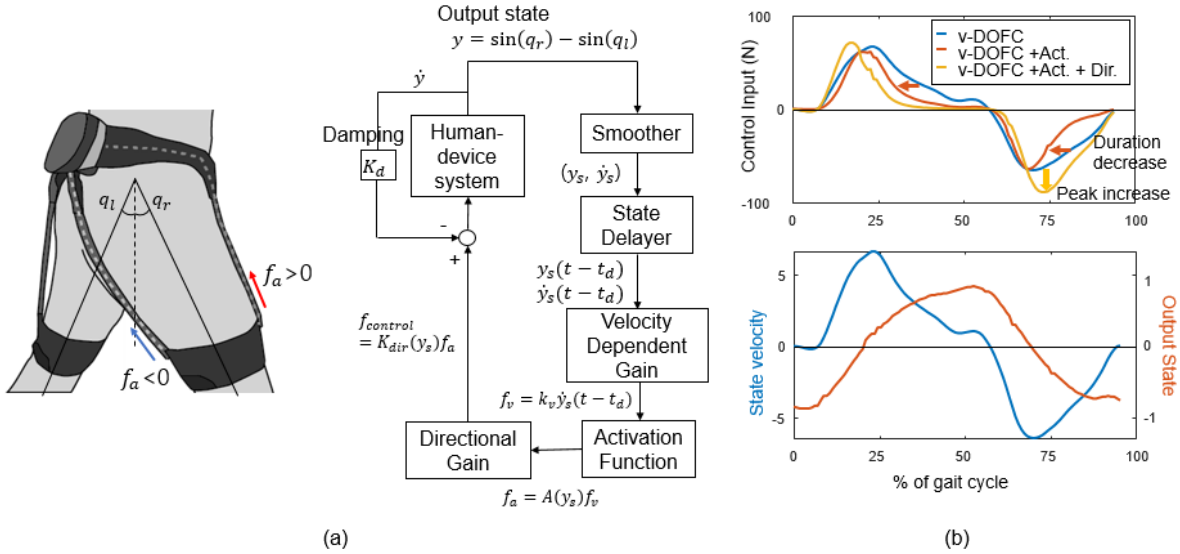 q_l
q_r
f_a>0
f_a<0
Output state
y = sin(q_r) − sin(q_l)
ẏ
Damping
K_d
Human-
device
system
-
+
Smoother
(y_s, ẏ_s)
State
Delayer
y_s(t − t_d)
ẏ_s(t − t_d)
Velocity
Dependent
Gain
f_v = k_v ẏ_s(t − t_d)
Activation
Function
f_a = A(y_s)f_v
Directional
Gain
f_control
= K_dir(y_s)f_a
(a)
(b)
Control Input (N)
100
0
-100
v-DOFC
v-DOFC +Act.
v-DOFC +Act. + Dir.
Duration
decrease
Peak increase
0 25 50 75 100
State velocity
5
0
-5
Output State
1
0
-1
0 25 50 75 100
% of gait cycle